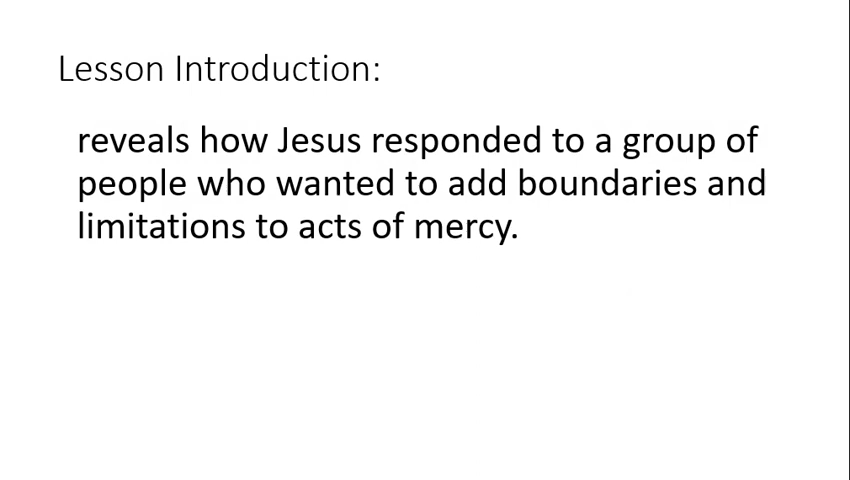 Lesson Introduction:
reveals how Jesus responded to a group of
people who wanted to add boundaries and
limitations to acts of mercy.